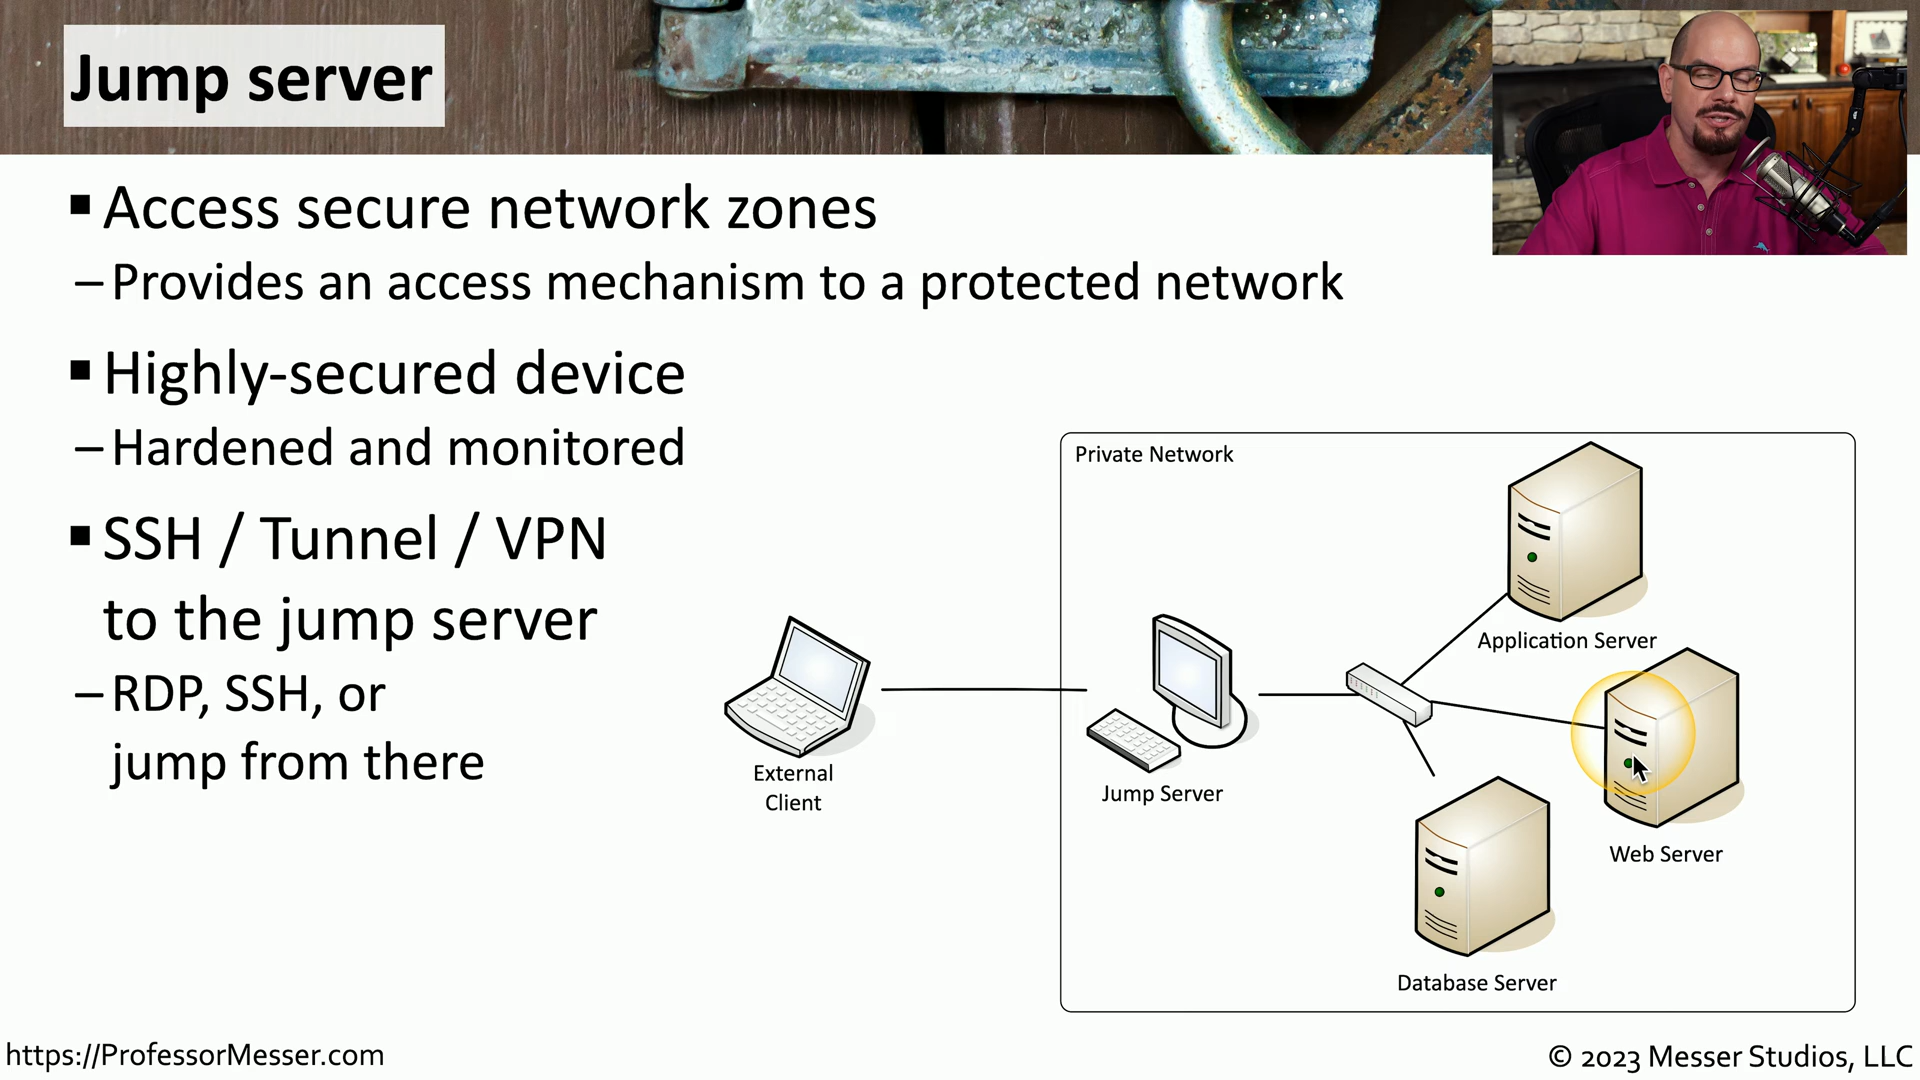 Jump server
▪ Access secure network zones
– Provides an access mechanism to a protected network
▪ Highly-secured device
– Hardened and monitored
▪ SSH / Tunnel / VPN
to the jump server
– RDP, SSH, or
jump from there
Private Network
Application Server
External
Client
Jump Server
Web Server
Database Server
https://ProfessorMesser.com
© 2023 Messer Studios, LLC